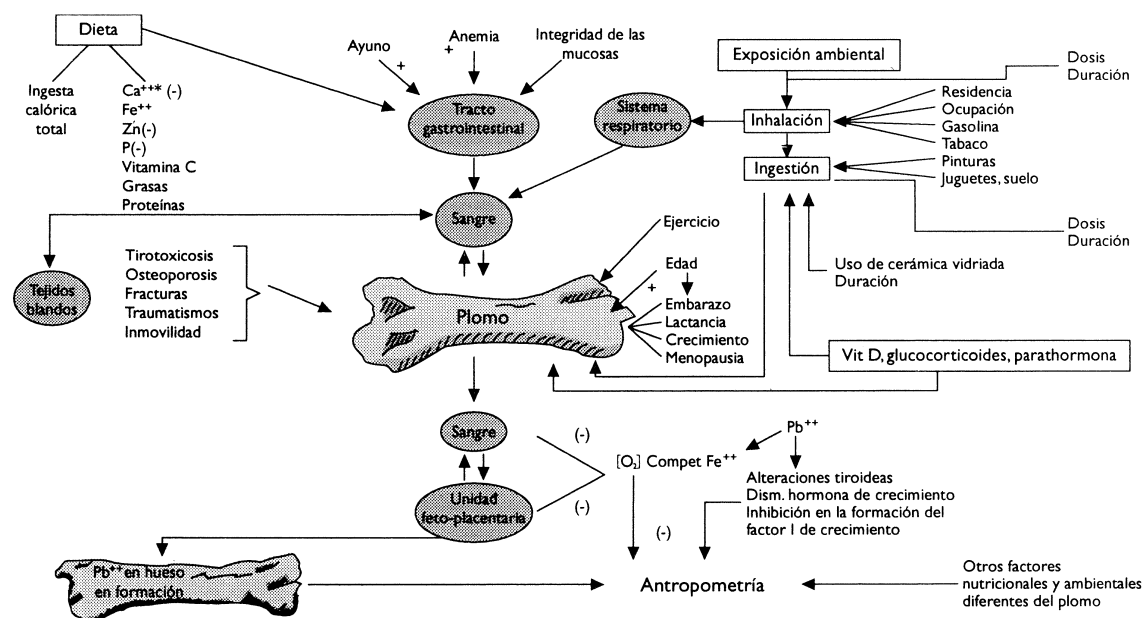 Dieta
Ingesta
calórica
total
Ca++* (-)
Fe++
Zn(-)
P(-)
Vitamina C
Grasas
Proteínas
Ayuno
+
Anemia
+
Integridad de las
mucosas
Tracto
gastrointestinal
Sistema
respiratorio
Exposición ambiental
Inhalación
Ingestión
Dosis
Duración
Residencia
Ocupación
Gasolina
Tabaco
Pinturas
Juguetes, suelo
Dosis
Duración
Uso de cerámica vidriada
Duración
Vit D, glucocorticoides, parathormona
Sangre
Tejidos
blandos
Tirotoxicosis
Osteoporosis
Fracturas
Traumatismos
Inmovilidad
Plomo
Ejercicio
Edad
+
Embarazo
Lactancia
Crecimiento
Menopausia
Sangre
Unidad
feto-placentaria
(-)
(-)
[O2] Compet Fe++
Pb++
Alteraciones tiroideas
Dism. hormona de crecimiento
Inhibición en la formación del
factor I de crecimiento
(-)
Pb++ en hueso
en formación
Antropometría
Otros factores
nutricionales y ambientales
diferentes del plomo